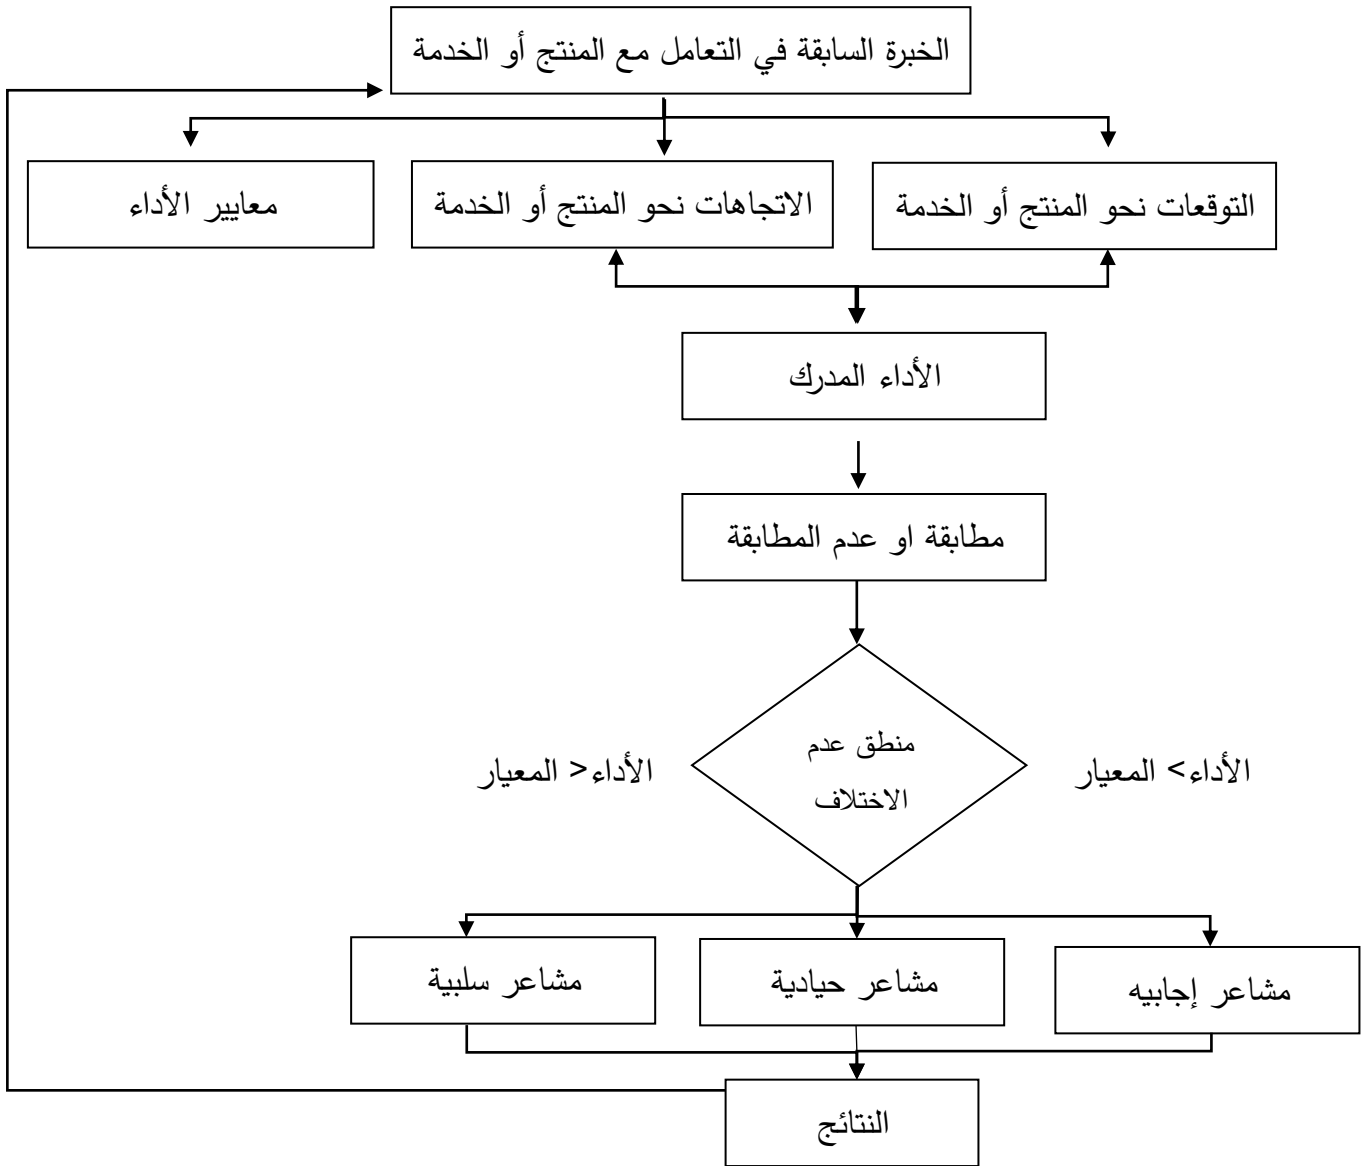 الخبرة السابقة في التعامل مع المنتج أو الخدمة
التوقعات نحو المنتج أو الخدمة
الاتجاهات نحو المنتج أو الخدمة
معايير الأداء
الأداء المدرك
مطابقة او عدم المطابقة
الأداء> المعيار
منطق عدم
الاختلاف
الأداء< المعيار
مشاعر إجابيه
مشاعر حيادية
مشاعر سلبية
النتائج